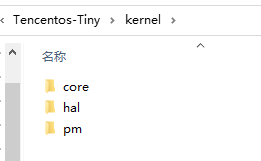 Tencentos-Tiny › kernel ›
名称
core
hal
pm